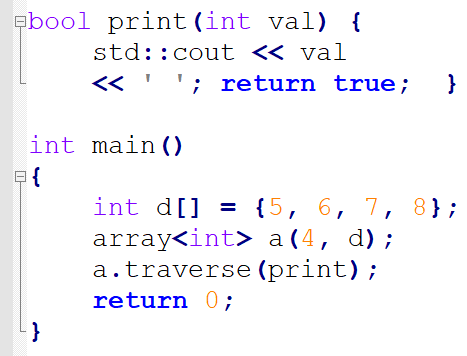 bool print(int val) {
    std::cout << val
    << ' '; return true;  }

int main()
{
    int d[] = {5, 6, 7, 8};
    array<int> a(4, d);
    a.traverse(print);
    return 0;
}